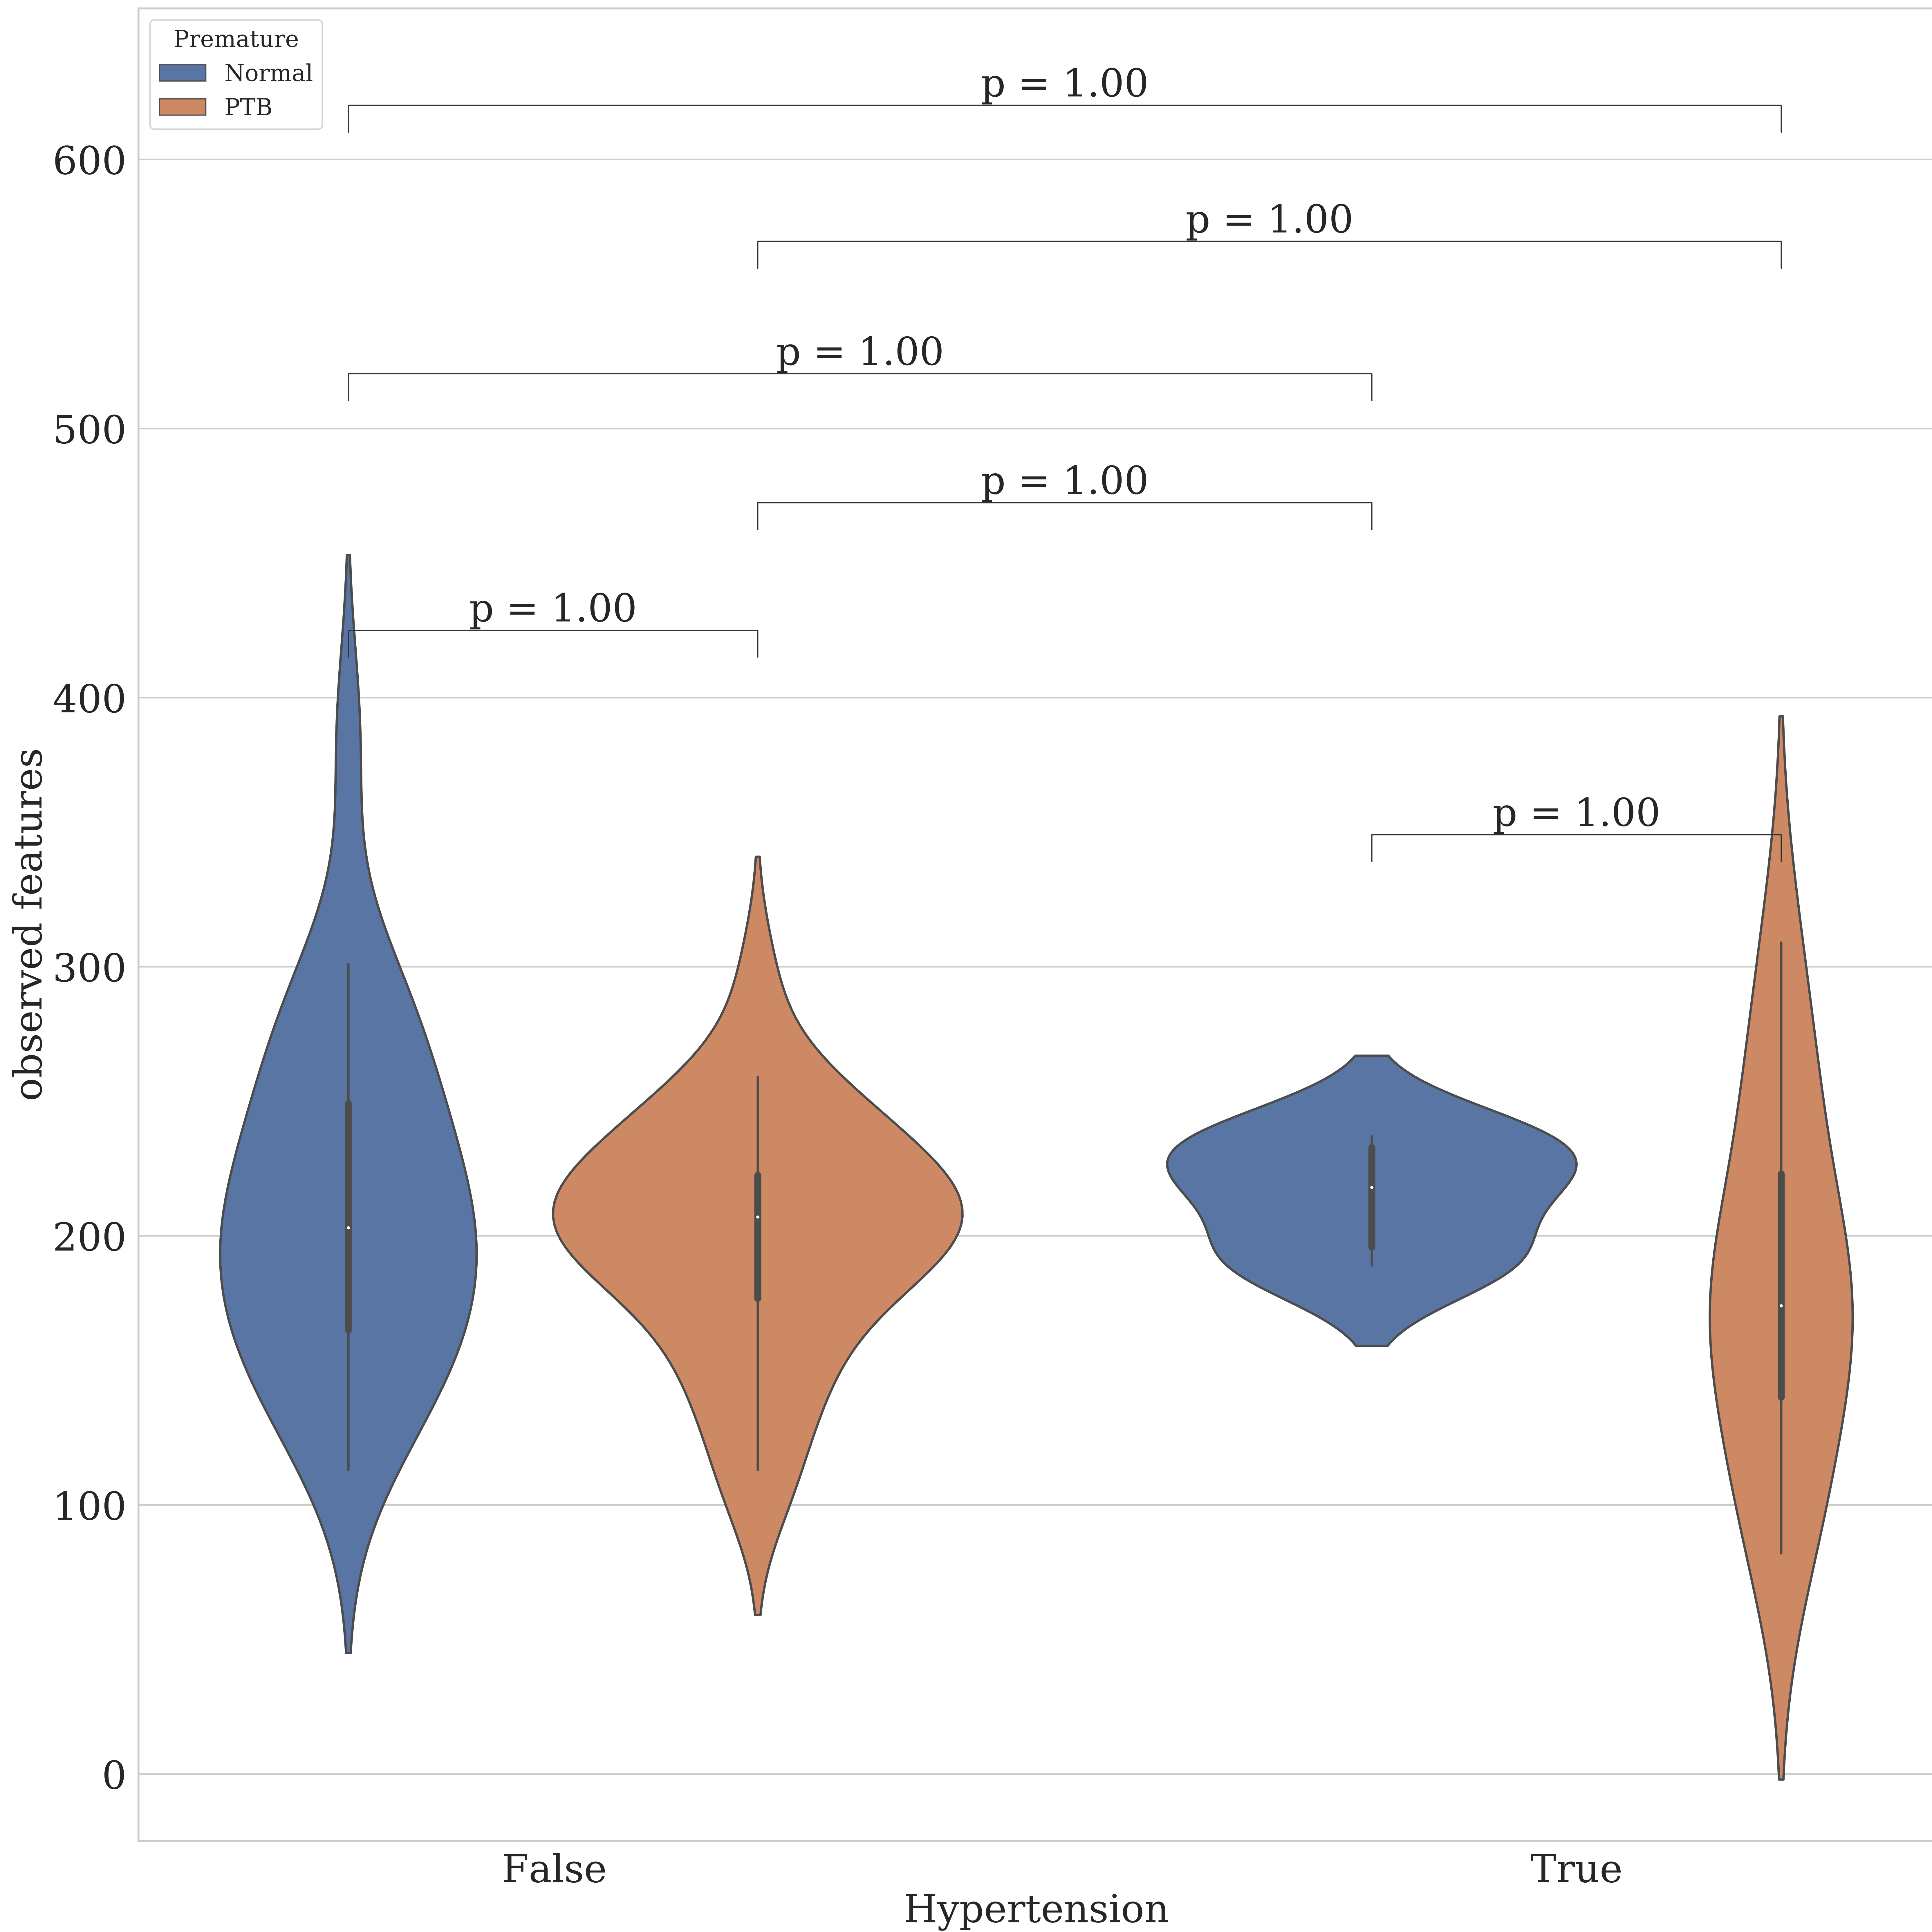 Premature
Normal
PTB
p = 1.00
p = 1.00
p = 1.00
p = 1.00
p = 1.00
p = 1.00
600
500
400
300
200
100
0
observed features
False
True
Hypertension